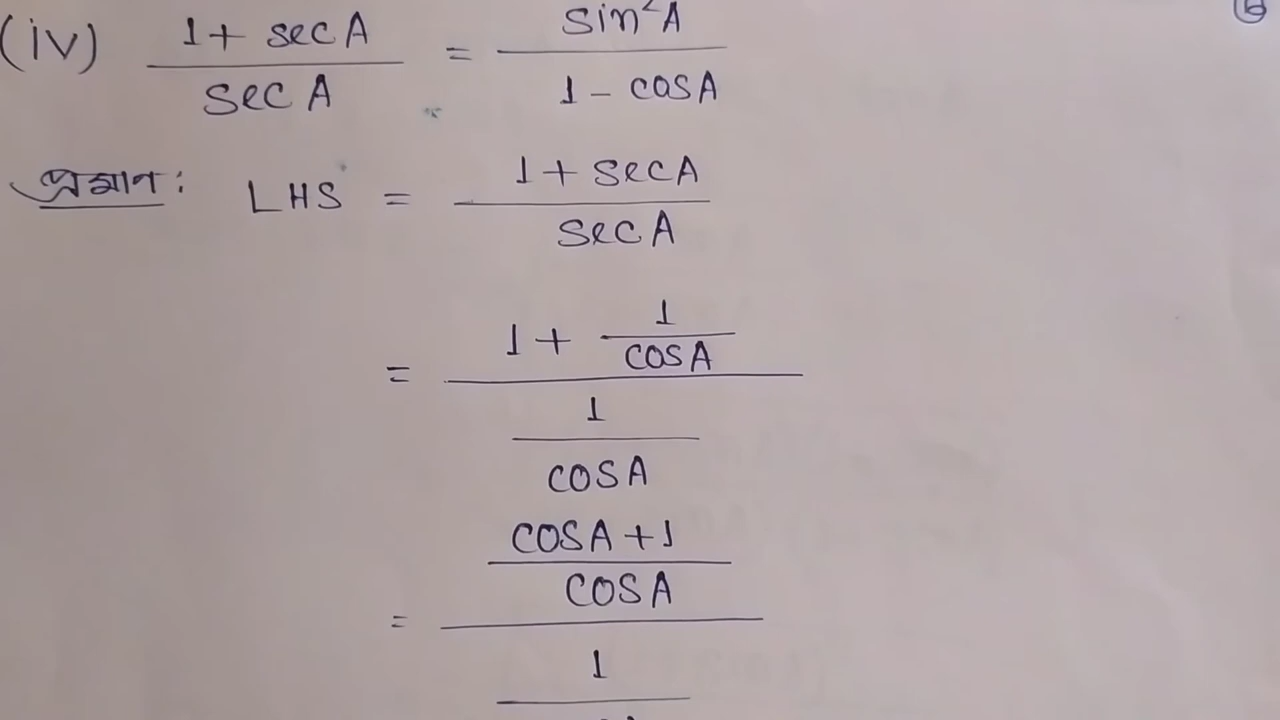 (iv) (1 + sec A)/(sec A) = (sin²A)/(1 - cos A)
প্রমাণ: LHS = (1 + sec A)/(sec A)
= (1 + 1/(cos A))/(1/(cos A))
= ((cos A + 1)/(cos A))/(1/